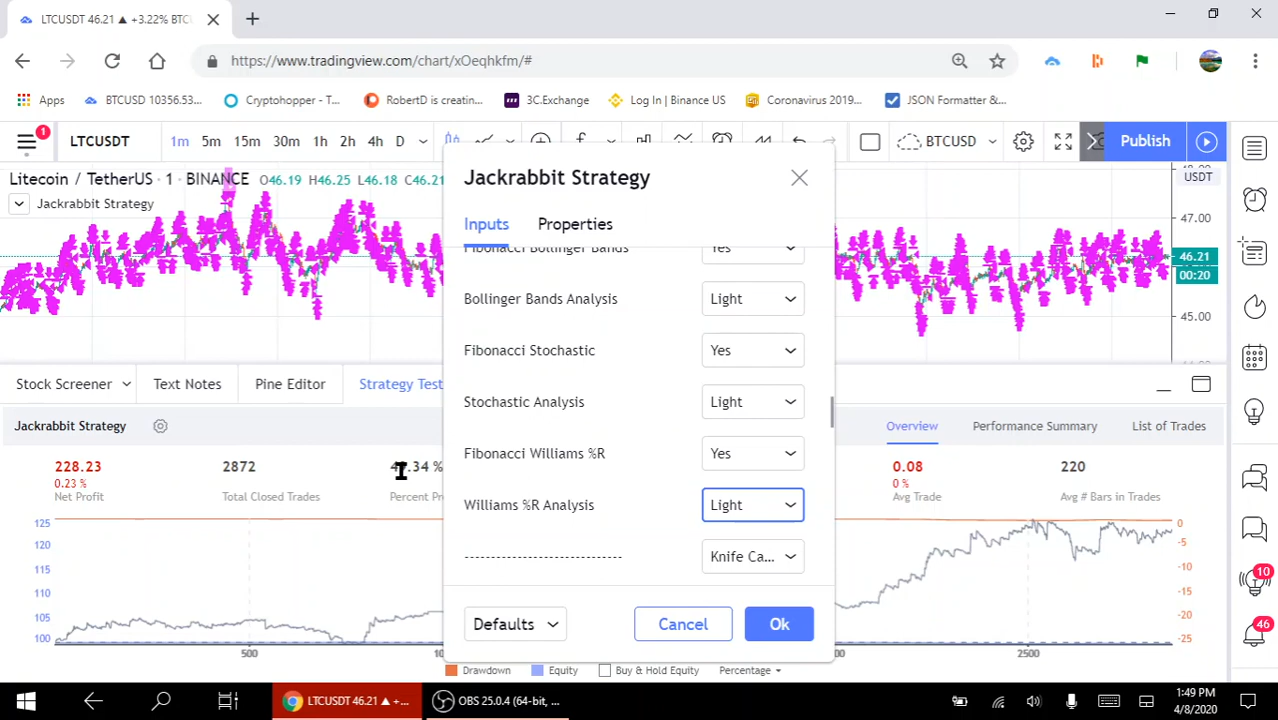 LTCUSDT 46.21 ▲ +3.22% BTC
https://www.tradingview.com/chart/xOeqhkfm/#
Apps BTCUSD 10356.53... Cryptohopper - T... RobertD is creatin... 3C.Exchange Log In | Binance US Coronavirus 2019... JSON Formatter &...
1 LTCUSDT 1m 5m 15m 30m 1h 2h 4h D BTCUSD Publish
Litecoin / TetherUS · 1 · BINANCE O46.19 H46.25 L46.18 C46.21
USDT
Jackrabbit Strategy
47.00
46.21
00:20
45.00
Jackrabbit Strategy
Inputs Properties
Fibonacci Bollinger Bands Yes
Bollinger Bands Analysis Light
Fibonacci Stochastic Yes
Stochastic Analysis Light
Fibonacci Williams %R Yes
Williams %R Analysis Light
------------------------------ Knife Ca...
Defaults Cancel Ok
Stock Screener Text Notes Pine Editor Strategy Test
Jackrabbit Strategy Overview Performance Summary List of Trades
228.23 2872 .34 % 0.08 220
0.23 % 0 %
Net Profit Total Closed Trades Percent Pr Avg Trade Avg # Bars in Trades
125
120
115
110
105
100
0
-5
-10
-15
-20
-25
500 2500
Drawdown Equity Buy & Hold Equity Percentage
10
46
LTCUSDT 46.21 ▲ +... OBS 25.0.4 (64-bit, ...
1:49 PM
4/8/2020